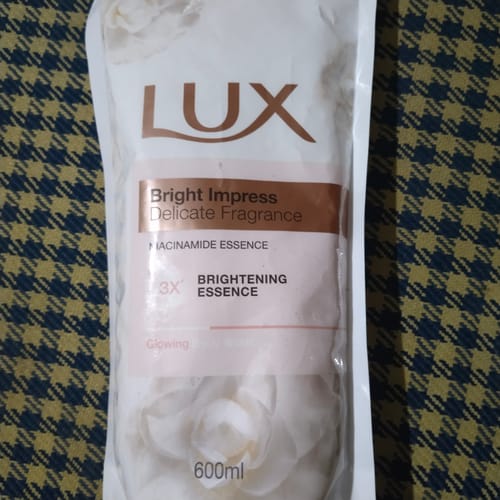 LUX
Bright Impress
Delicate Fragrance
NIACINAMIDE ESSENCE
3X*
BRIGHTENING
ESSENCE
Glowing
600ml